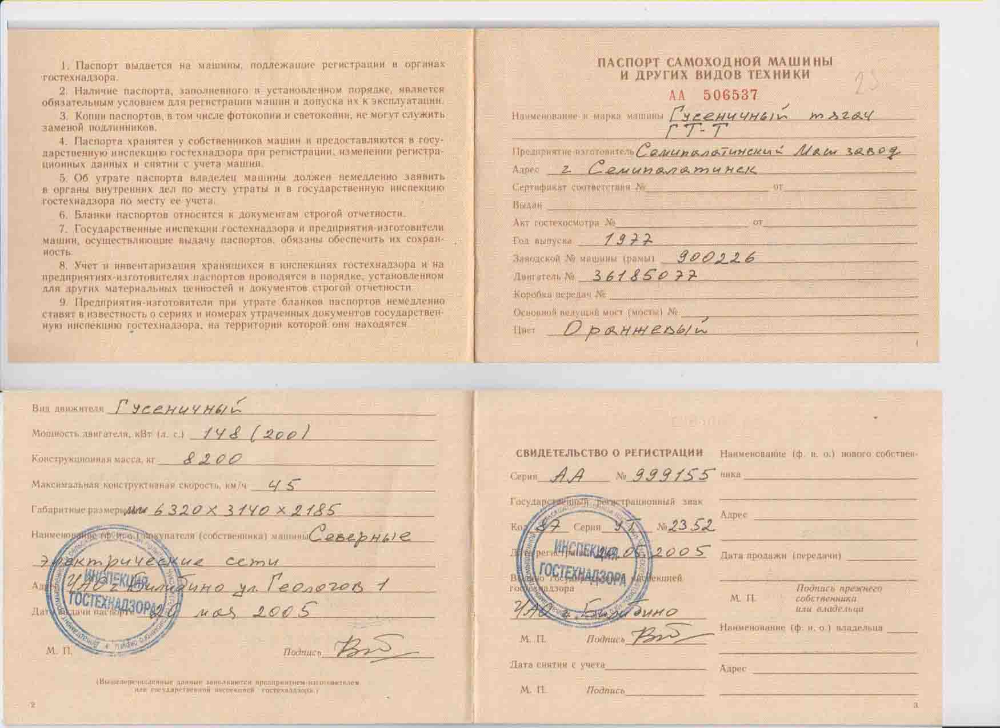 1. Паспорт выдается на машины, подлежащие регистрации в органах
гостехнадзора.
2. Наличие паспорта, заполненного в установленном порядке, является
обязательным условием для регистрации машин и допуска их к эксплуатации.
3. Копии паспортов, в том числе фотокопии и светокопии, не могут служить
заменой подлинников.
4. Паспорта хранятся у собственников машин и предоставляются в госу-
дарственную инспекцию гостехнадзора при регистрации, изменении регистра-
ционных данных и снятии с учета машин.
5. Об утрате паспорта владелец машины должен немедленно заявить
в органы внутренних дел по месту утраты и в государственную инспекцию
гостехнадзора по месту ее учета.
6. Бланки паспортов относятся к документам строгой отчетности.
7. Государственные инспекции гостехнадзора и предприятия-изготовители
машин, осуществляющие выдачу паспортов, обязаны обеспечить их сохран-
ность.
8. Учет и инвентаризация хранящихся в инспекциях гостехнадзора и на
предприятиях-изготовителях паспортов проводятся в порядке, установленном
для других материальных ценностей и документов строгой отчетности.
9. Предприятия-изготовители при утрате бланков паспортов немедленно
ставят в известность о сериях и номерах утраченных документов государствен-
ную инспекцию гостехнадзора, на территории которой они находятся
ПАСПОРТ САМОХОДНОЙ МАШИНЫ
И ДРУГИХ ВИДОВ ТЕХНИКИ
23
АА 506537
Наименование и марка машины Гусеничный тягач
ГТ-Т
Предприятие-изготовитель Семипалатинский Маш завод
Адрес г Семипалатинск
Сертификат соответствия № от
Выдан
Акт гостехосмотра № от
Год выпуска 1977
Заводской № машины (рамы) 900226
Двигатель № 36185077
Коробка передач №
Основной ведущий мост (мосты) №
Цвет Оранжевый
1
Вид движителя Гусеничный
Мощность двигателя, кВт (л. с.) 148 (200)
Конструкционная масса, кг 8200
Максимальная конструктивная скорость, км/ч 45
Габаритные размеры, мм 6320 х 3140 х 2185
Наименование (ф. и. о.) покупателя (собственника) машины Северные
электрические сети
Адрес ЧАО г. Билибино ул. Геологов 1
Дата выдачи паспорта 20 мая 2005
М. П. Подпись
(Вышеперечисленные данные заполняются предприятием-изготовителем
или государственной инспекцией гостехнадзора.)
2
ИНСПЕКЦИЯ
ГОСТЕХНАДЗОРА
СВИДЕТЕЛЬСТВО О РЕГИСТРАЦИИ
Серия АА № 999155
Государственный регистрационный знак
Код 87 Серия УТ № 2352
Дата регистрации 05 2005
Выдано государственной инспекцией
гостехнадзора
ЧАО г. Билибино
М. П. Подпись
Дата снятия с учета
М. П. Подпись
ИНСПЕКЦИЯ
ГОСТЕХНАДЗОРА
Наименование (ф. и. о.) нового собствен-
ника
Адрес
Дата продажи (передачи)
М. П. Подпись прежнего
собственника
или владельца
Наименование (ф. и. о.) владельца
Адрес
3